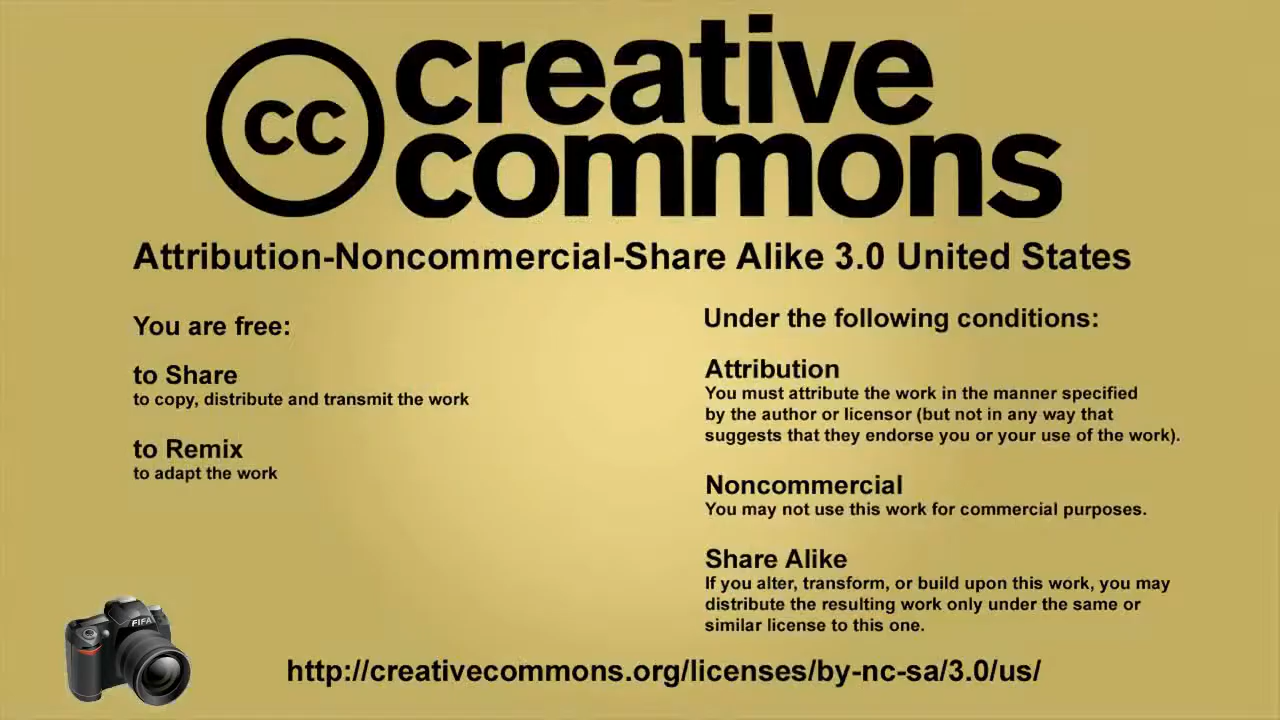 cc creative
commons
Attribution-Noncommercial-Share Alike 3.0 United States
You are free:
to Share
to copy, distribute and transmit the work
to Remix
to adapt the work
Under the following conditions:
Attribution
You must attribute the work in the manner specified
by the author or licensor (but not in any way that
suggests that they endorse you or your use of the work).
Noncommercial
You may not use this work for commercial purposes.
Share Alike
If you alter, transform, or build upon this work, you may
distribute the resulting work only under the same or
similar license to this one.
FIFA
http://creativecommons.org/licenses/by-nc-sa/3.0/us/